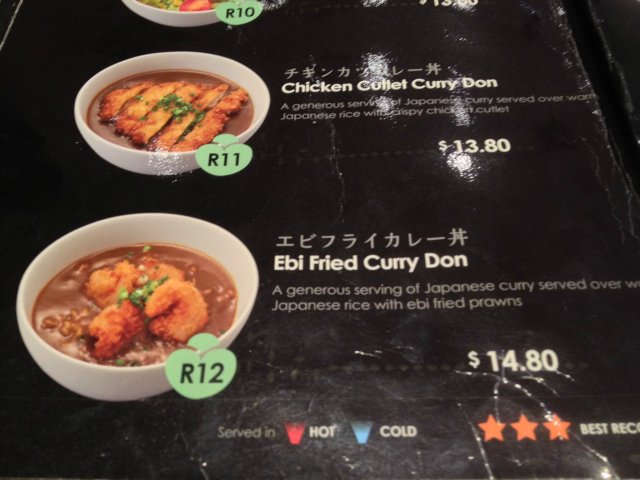 R10
チキンカツカレー丼
Chicken Cutlet Curry Don
A generous serving of Japanese curry served over warm
Japanese rice with crispy chicken cutlet
R11
$ 13.80
エビフライカレー丼
Ebi Fried Curry Don
A generous serving of Japanese curry served over
Japanese rice with ebi fried prawns
R12
$ 14.80
Served in HOT COLD
BEST